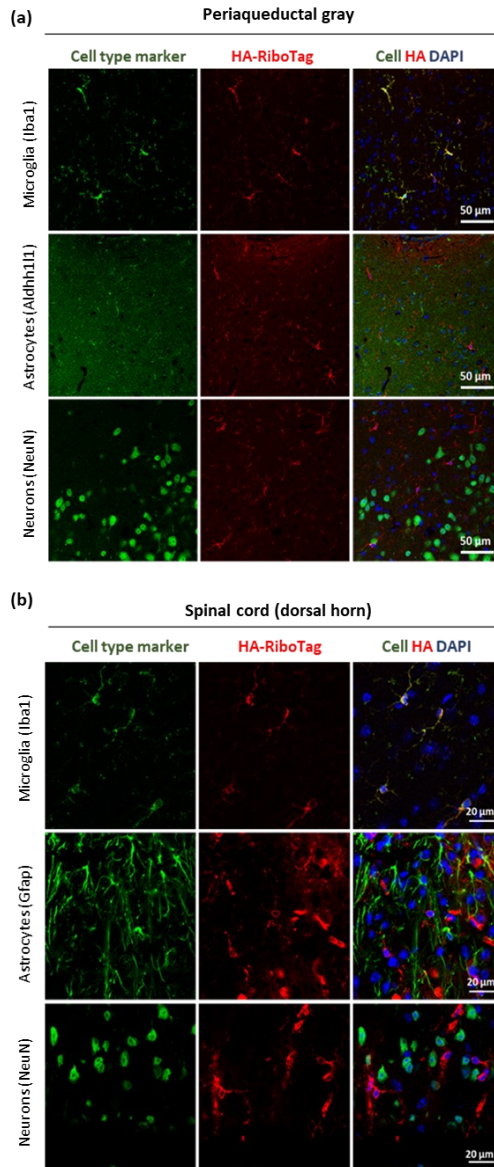 (a)
Periaqueductal gray
Cell type marker
HA-RiboTag
Cell HA DAPI
Microglia (Iba1)
50 µm
Astrocytes (Aldhh1l1)
50 µm
Neurons (NeuN)
50 µm
(b)
Spinal cord (dorsal horn)
Cell type marker
HA-RiboTag
Cell HA DAPI
Microglia (Iba1)
20 µm
Astrocytes (Gfap)
20 µm
Neurons (NeuN)
20 µm